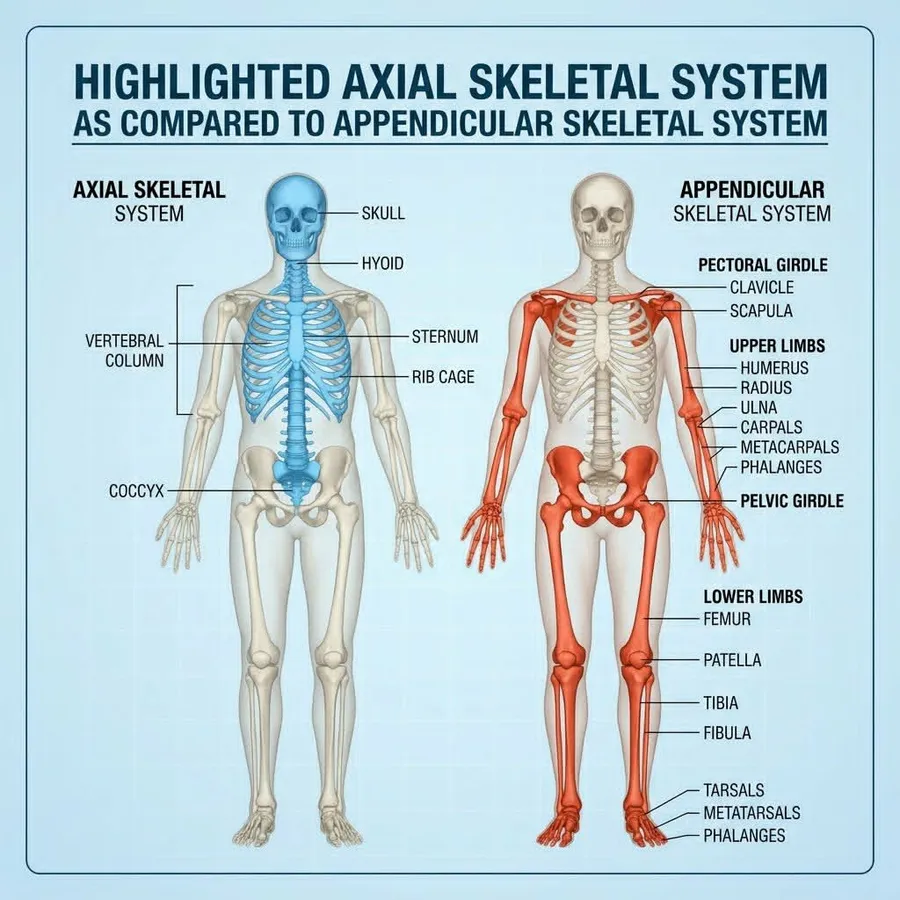 HIGHLIGHTED AXIAL SKELETAL SYSTEM
AS COMPARED TO APPENDICULAR SKELETAL SYSTEM
AXIAL SKELETAL
SYSTEM
SKULL
HYOID
VERTEBRAL
COLUMN
STERNUM
RIB CAGE
COCCYX
APPENDICULAR
SKELETAL SYSTEM
PECTORAL GIRDLE
CLAVICLE
SCAPULA
UPPER LIMBS
HUMERUS
RADIUS
ULNA
CARPALS
METACARPALS
PHALANGES
PELVIC GIRDLE
LOWER LIMBS
FEMUR
PATELLA
TIBIA
FIBULA
TARSALS
METATARSALS
PHALANGES